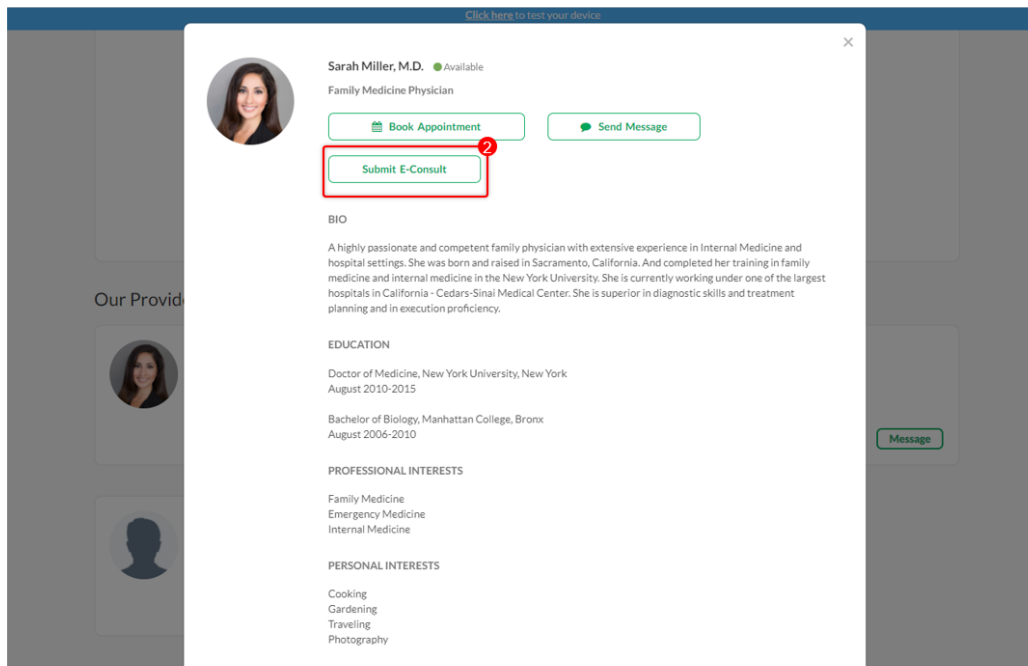 Click here to test your device
×
Sarah Miller, M.D. Available
Family Medicine Physician
Book Appointment Send Message
2
Submit E-Consult
BIO
A highly passionate and competent family physician with extensive experience in Internal Medicine and
hospital settings. She was born and raised in Sacramento, California. And completed her training in family
medicine and internal medicine in the New York University. She is currently working under one of the largest
hospitals in California - Cedars-Sinai Medical Center. She is superior in diagnostic skills and treatment
planning and in execution proficiency.
Our Provid
EDUCATION
Doctor of Medicine, New York University, New York
August 2010-2015
Bachelor of Biology, Manhattan College, Bronx
August 2006-2010
Message
PROFESSIONAL INTERESTS
Family Medicine
Emergency Medicine
Internal Medicine
PERSONAL INTERESTS
Cooking
Gardening
Traveling
Photography